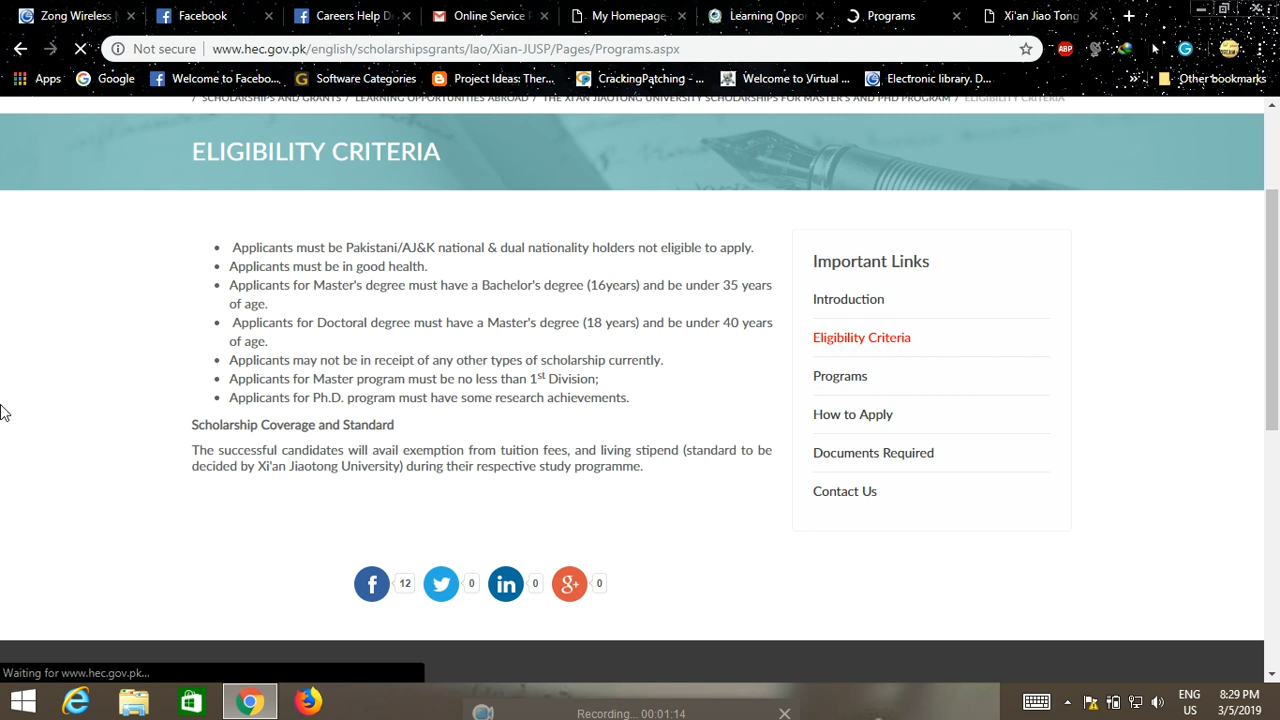 Zong Wireless
Facebook
Careers Help D
Online Service
My Homepage
Learning Oppor
Programs
Xi'an Jiao Tong
Not secure
www.hec.gov.pk/english/scholarshipsgrants/lao/Xian-JUSP/Pages/Programs.aspx
ABP
Apps
Google
Welcome to Facebo...
Software Categories
Project Ideas: Ther...
CrackingPatching - ...
Welcome to Virtual ...
Electronic library. D...
»
Other bookmarks
/ SCHOLARSHIPS AND GRANTS / LEARNING OPPORTUNITIES ABROAD / THE XI'AN JIAOTONG UNIVERSITY SCHOLARSHIPS FOR MASTER'S AND PHD PROGRAM / ELIGIBILITY CRITERIA
ELIGIBILITY CRITERIA
• Applicants must be Pakistani/AJ&K national & dual nationality holders not eligible to apply.
• Applicants must be in good health.
• Applicants for Master's degree must have a Bachelor's degree (16years) and be under 35 years
of age.
• Applicants for Doctoral degree must have a Master's degree (18 years) and be under 40 years
of age.
• Applicants may not be in receipt of any other types of scholarship currently.
• Applicants for Master program must be no less than 1st Division;
• Applicants for Ph.D. program must have some research achievements.
Scholarship Coverage and Standard
The successful candidates will avail exemption from tuition fees, and living stipend (standard to be
decided by Xi'an Jiaotong University) during their respective study programme.
Important Links
Introduction
Eligibility Criteria
Programs
How to Apply
Documents Required
Contact Us
12
0
0
0
Waiting for www.hec.gov.pk...
Recording... 00:01:14
ENG
US
8:29 PM
3/5/2019